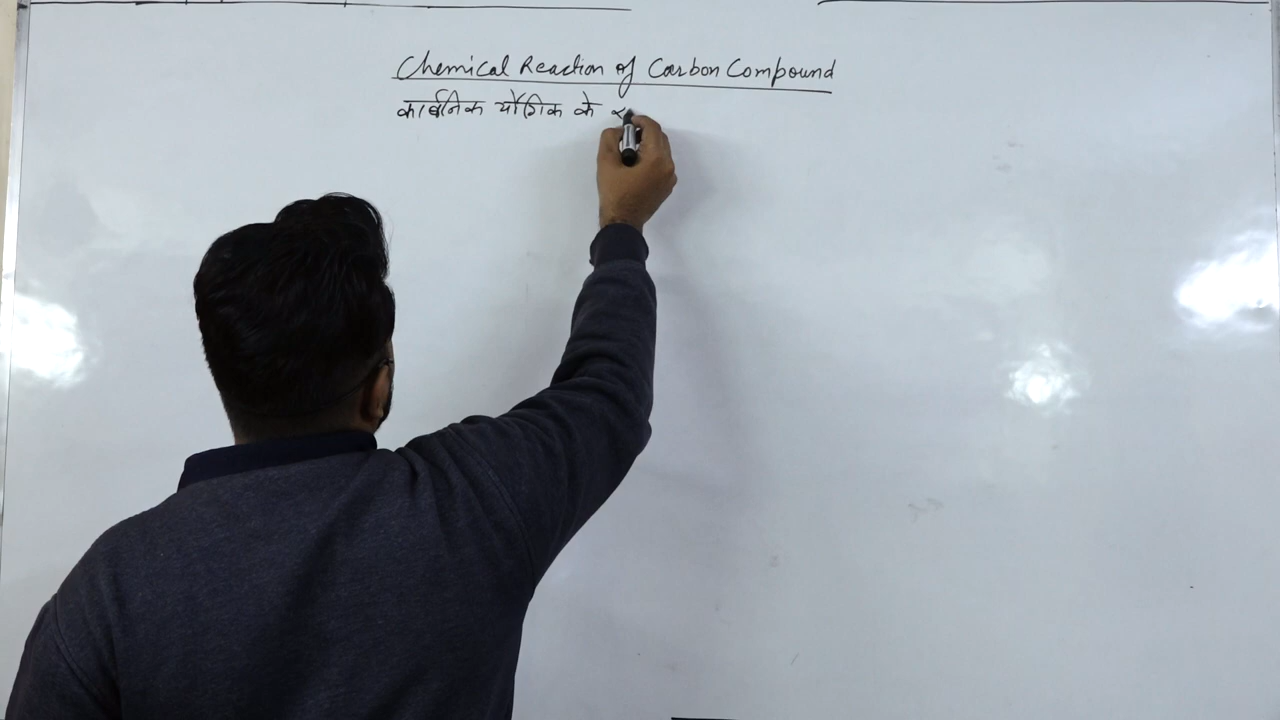 Chemical Reaction of Carbon Compound
कार्बनिक यौगिक के